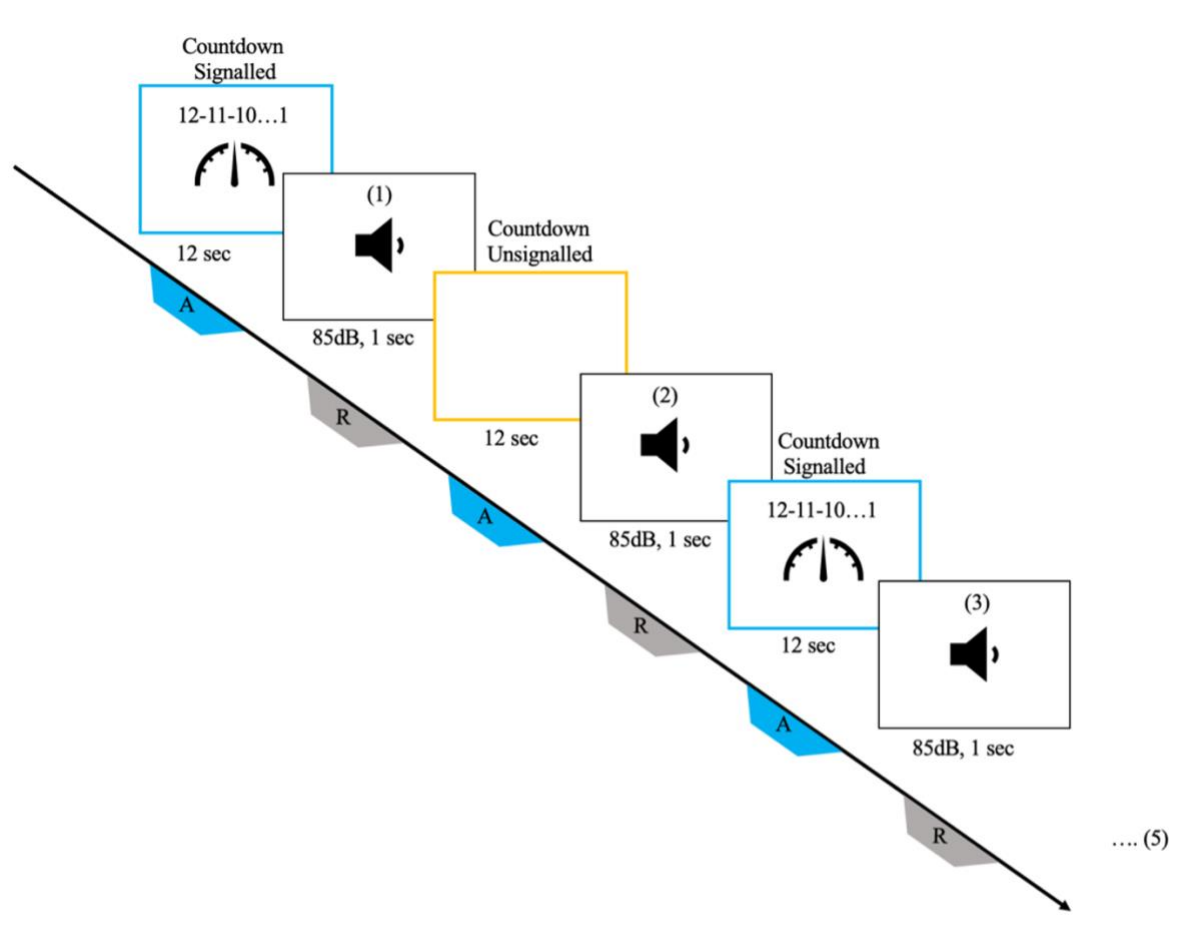 Countdown
Signalled
12-11-10…1
12 sec
A
(1)
85dB, 1 sec
R
Countdown
Unsignalled
12 sec
A
(2)
85dB, 1 sec
R
Countdown
Signalled
12-11-10…1
12 sec
A
(3)
85dB, 1 sec
R
…. (5)